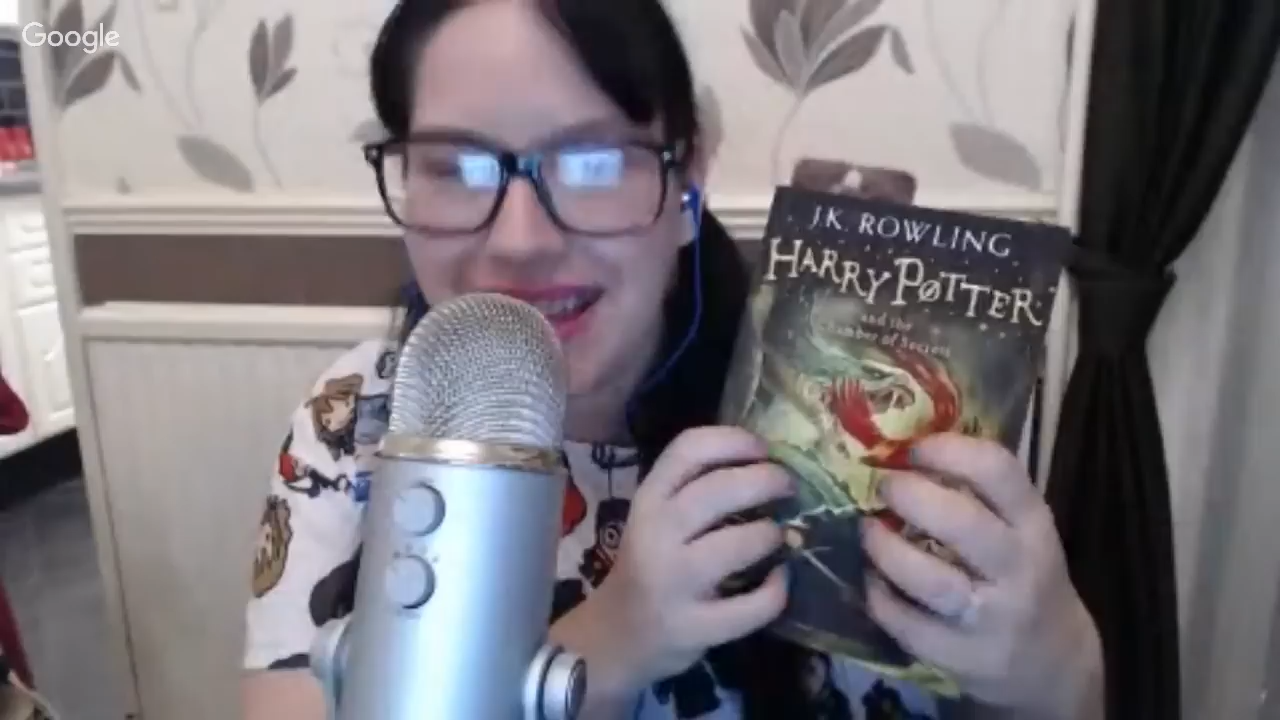 Google
J.K. ROWLING
HARRY POTTER
and the
Chamber of Secrets